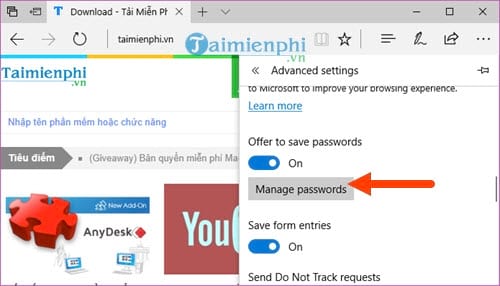 Download - Tải Miễn Ph
taimienphi.vn
Taimienphi
.vn
Taimienphi
.vn
Nhập tên phần mềm hoặc chức năng
Tiêu điểm
(Giveaway) Bản quyền miễn phí Ma
New Add-On
AnyDesk
YOU
Advanced settings
to Microsoft to improve your browsing experience.
Learn more
Offer to save passwords
On
Manage passwords
Save form entries
On
Send Do Not Track requests